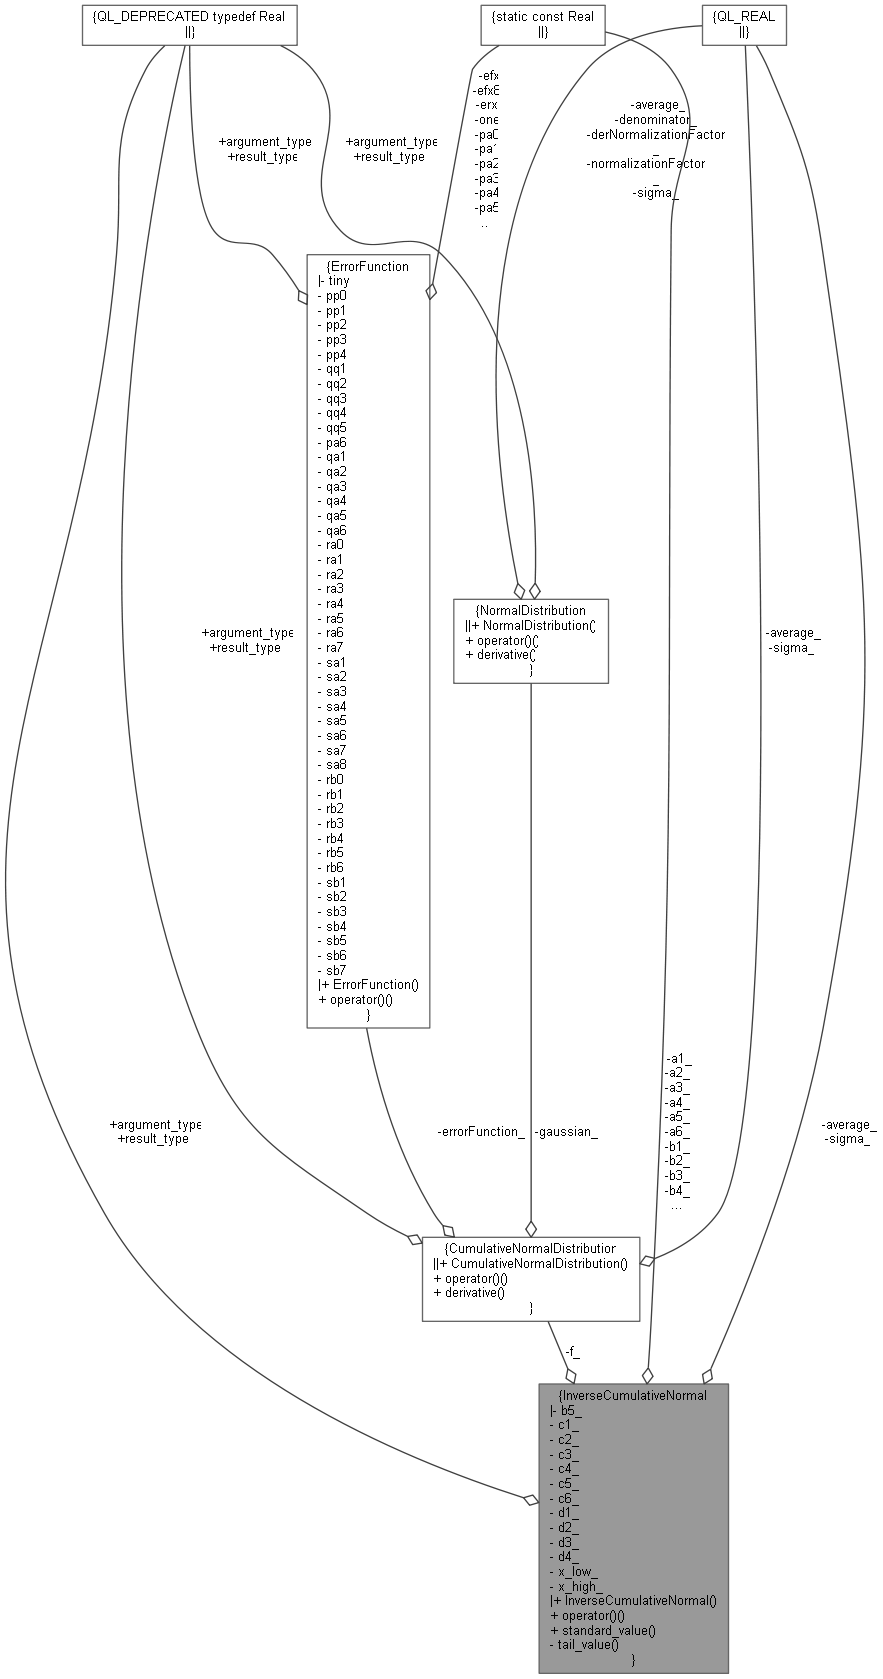 {QL_DEPRECATED typedef Real
||}
{static const Real
||}
{QL_REAL
||}
-efx
-efx8
-erx
-one
-pa0
-pa1
-pa2
-pa3
-pa4
-pa5
...
-average_
-denominator_
-derNormalizationFactor
_
-normalizationFactor
_
-sigma_
+argument_type
+result_type
+argument_type
+result_type
{ErrorFunction
|- tiny
- pp0
- pp1
- pp2
- pp3
- pp4
- qq1
- qq2
- qq3
- qq4
- qq5
- pa6
- qa1
- qa2
- qa3
- qa4
- qa5
- qa6
- ra0
- ra1
- ra2
- ra3
- ra4
- ra5
- ra6
- ra7
- sa1
- sa2
- sa3
- sa4
- sa5
- sa6
- sa7
- sa8
- rb0
- rb1
- rb2
- rb3
- rb4
- rb5
- rb6
- sb1
- sb2
- sb3
- sb4
- sb5
- sb6
- sb7
|+ ErrorFunction()
+ operator()()
}
{NormalDistribution
||+ NormalDistribution()
+ operator()()
+ derivative()
}
+argument_type
+result_type
-average_
-sigma_
-a1_
-a2_
-a3_
-a4_
-a5_
-a6_
-b1_
-b2_
-b3_
-b4_
...
+argument_type
+result_type
-errorFunction_
-gaussian_
-average_
-sigma_
{CumulativeNormalDistribution
||+ CumulativeNormalDistribution()
+ operator()()
+ derivative()
}
-f_
{InverseCumulativeNormal
|- b5_
- c1_
- c2_
- c3_
- c4_
- c5_
- c6_
- d1_
- d2_
- d3_
- d4_
- x_low_
- x_high_
|+ InverseCumulativeNormal()
+ operator()()
+ standard_value()
- tail_value()
}